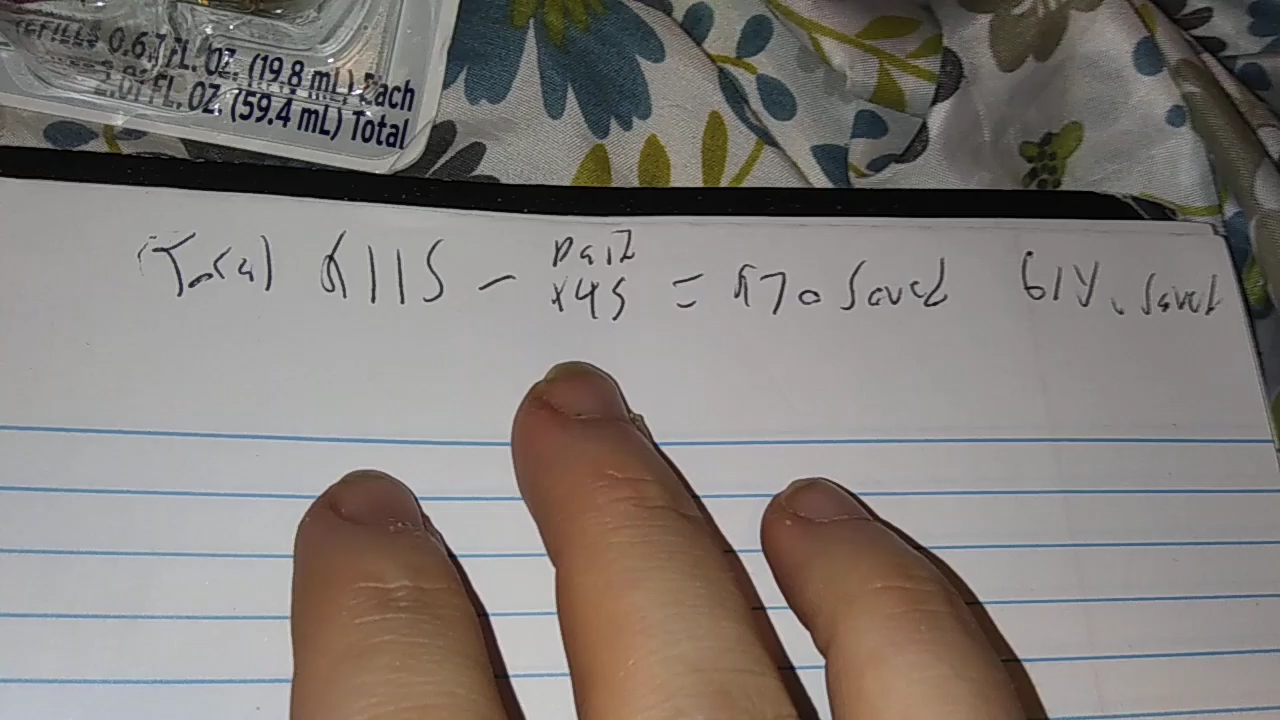 REFILLS 0.67 FL. OZ. (19.8 mL) Each
2.01 FL. OZ. (59.4 mL) Total
Total $115 - Paid $45 = $70 Saved 61%. Saved